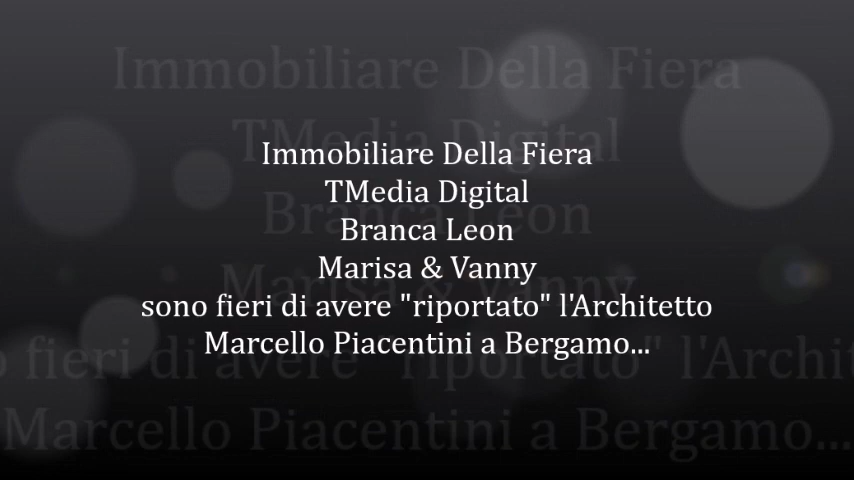 Immobiliare Della Fiera
TMedia Digital
Branca Leon
Marisa & Vanny
sono fieri di avere "riportato" l'Architetto
Marcello Piacentini a Bergamo...